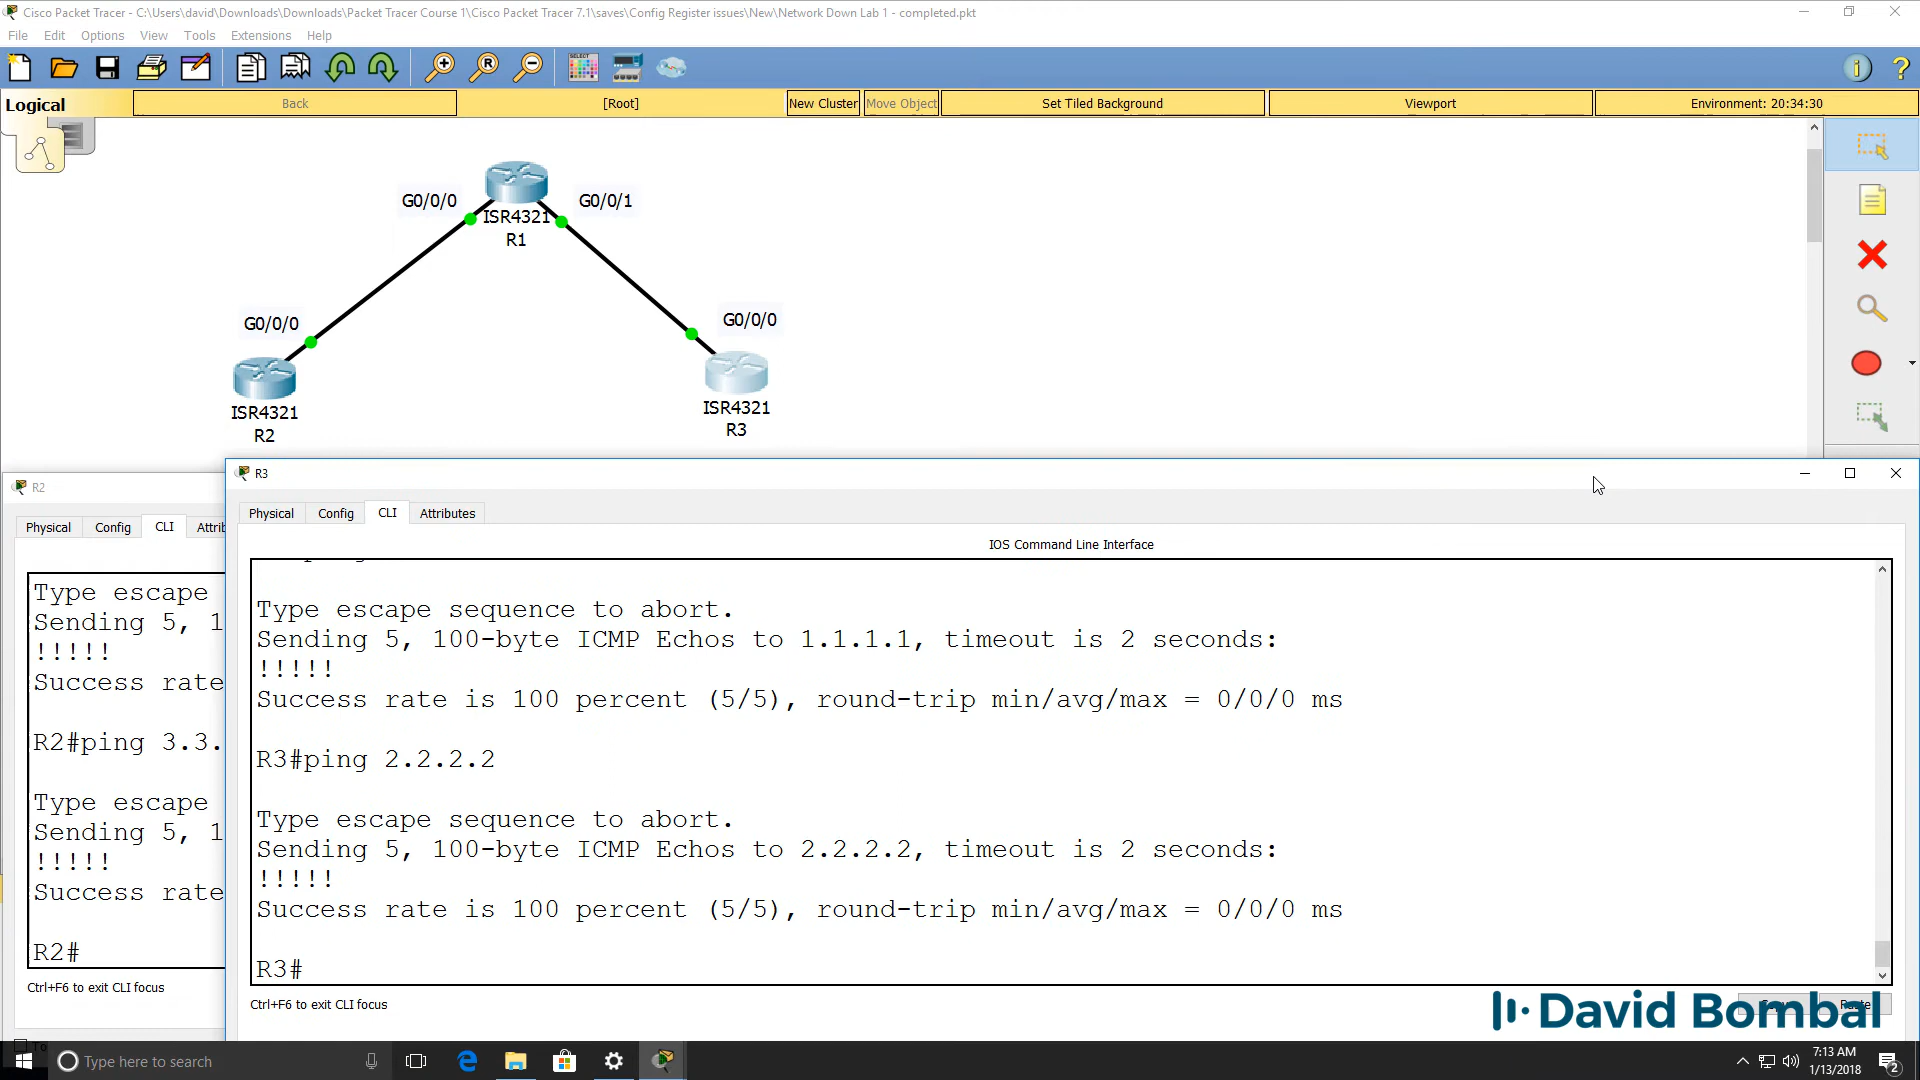 Cisco Packet Tracer - C:\Users\david\Downloads\Downloads\Packet Tracer Course 1\Cisco Packet Tracer 7.1\saves\Config Register issues\New\Network Down Lab 1 - completed.pkt
File Edit Options View Tools Extensions Help
Logical Back [Root] New Cluster Move Object Set Tiled Background Viewport Environment: 20:34:30
G0/0/0 G0/0/1
ISR4321
R1
G0/0/0 G0/0/0
ISR4321
R2
ISR4321
R3
R2
Physical Config CLI Attrib
Type escape
Sending 5, 1
!!!!!
Success rate
R2#ping 3.3.
Type escape
Sending 5, 1
!!!!!
Success rate
R2#
Ctrl+F6 to exit CLI focus
R3
Physical Config CLI Attributes
IOS Command Line Interface
Type escape sequence to abort.
Sending 5, 100-byte ICMP Echos to 1.1.1.1, timeout is 2 seconds:
!!!!!
Success rate is 100 percent (5/5), round-trip min/avg/max = 0/0/0 ms
R3#ping 2.2.2.2
Type escape sequence to abort.
Sending 5, 100-byte ICMP Echos to 2.2.2.2, timeout is 2 seconds:
!!!!!
Success rate is 100 percent (5/5), round-trip min/avg/max = 0/0/0 ms
R3#
Ctrl+F6 to exit CLI focus
David Bombal
Type here to search
7:13 AM
1/13/2018
2